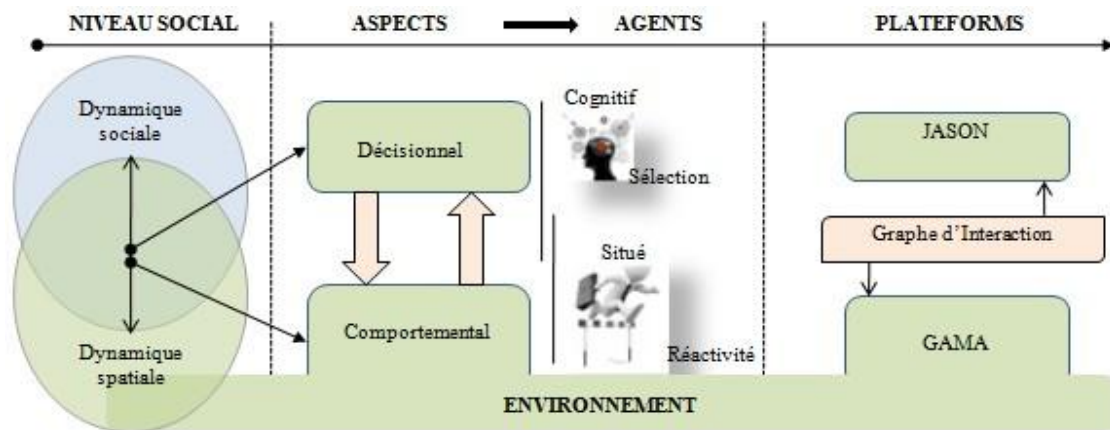 NIVEAU SOCIAL
ASPECTS
AGENTS
PLATEFORMS
Dynamique
sociale
Dynamique
spatiale
Décisionnel
Comportemental
Cognitif
Sélection
Situé
Réactivité
JASON
Graphe d'Interaction
GAMA
ENVIRONNEMENT